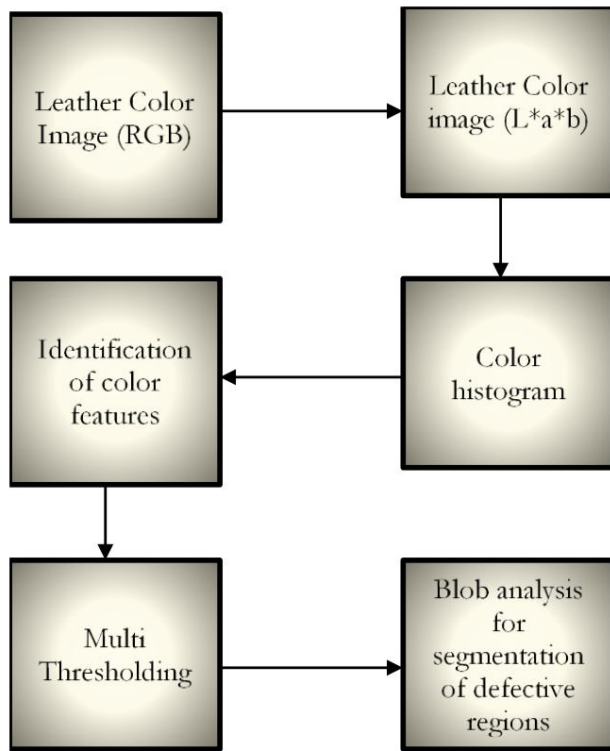 Leather Color
Image (RGB)
Leather Color
image (L*a*b)
Color
histogram
Identification
of color
features
Multi
Thresholding
Blob analysis
for
segmentation
of defective
regions